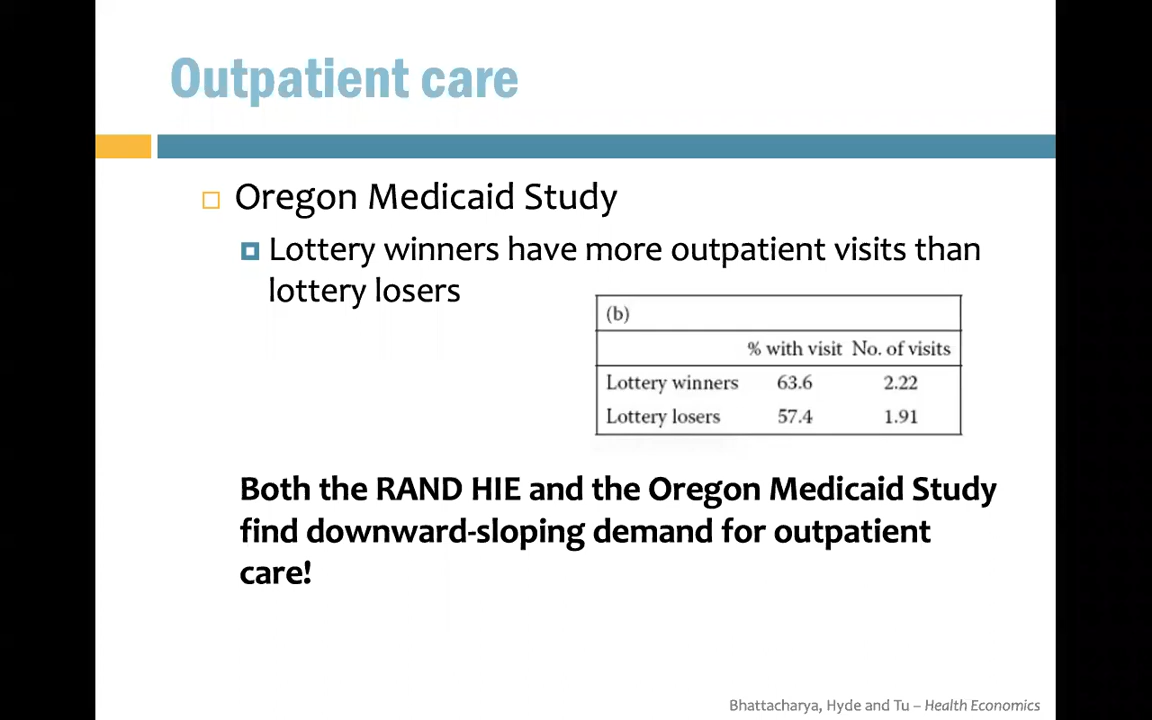 Outpatient care
Oregon Medicaid Study
Lottery winners have more outpatient visits than
lottery losers
(b)
% with visit No. of visits
Lottery winners 63.6 2.22
Lottery losers 57.4 1.91
Both the RAND HIE and the Oregon Medicaid Study
find downward-sloping demand for outpatient
care!
Bhattacharya, Hyde and Tu – Health Economics